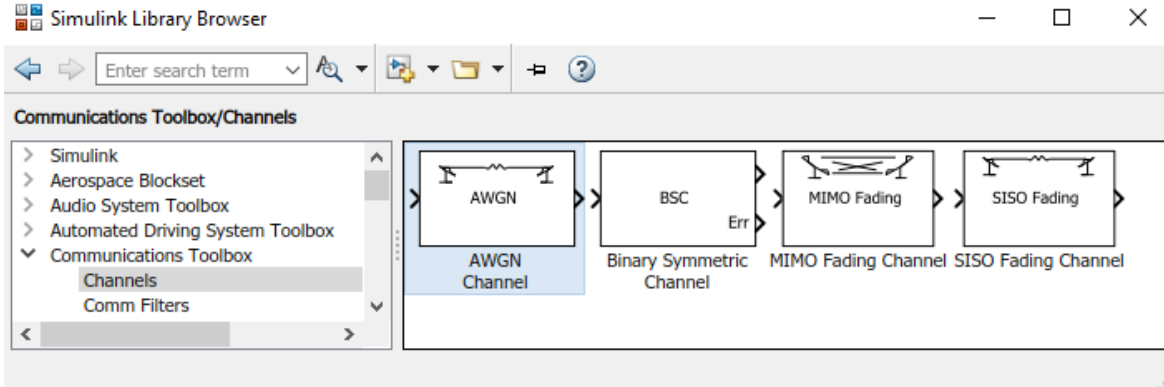 Simulink Library Browser
Enter search term
Communications Toolbox/Channels
Simulink
Aerospace Blockset
Audio System Toolbox
Automated Driving System Toolbox
Communications Toolbox
Channels
Comm Filters
AWGN
AWGN
Channel
BSC
Err
Binary Symmetric
Channel
MIMO Fading
MIMO Fading Channel
SISO Fading
SISO Fading Channel